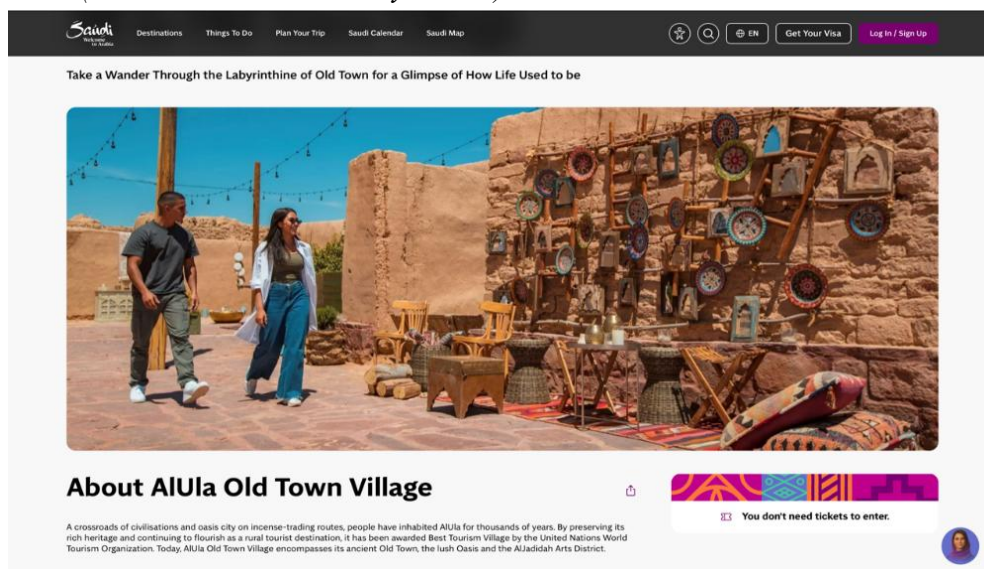 Saudi
Welcome
to Arabia
Destinations
Things To Do
Plan Your Trip
Saudi Calendar
Saudi Map
EN
Get Your Visa
Log In / Sign Up
Take a Wander Through the Labyrinthine of Old Town for a Glimpse of How Life Used to be
About AlUla Old Town Village
You don't need tickets to enter.
A crossroads of civilisations and oasis city on incense-trading routes, people have inhabited AlUla for thousands of years. By preserving its
rich heritage and continuing to flourish as a rural tourist destination, it has been awarded Best Tourism Village by the United Nations World
Tourism Organization. Today, AlUla Old Town Village encompasses its ancient Old Town, the lush Oasis and the AlJadidah Arts District.